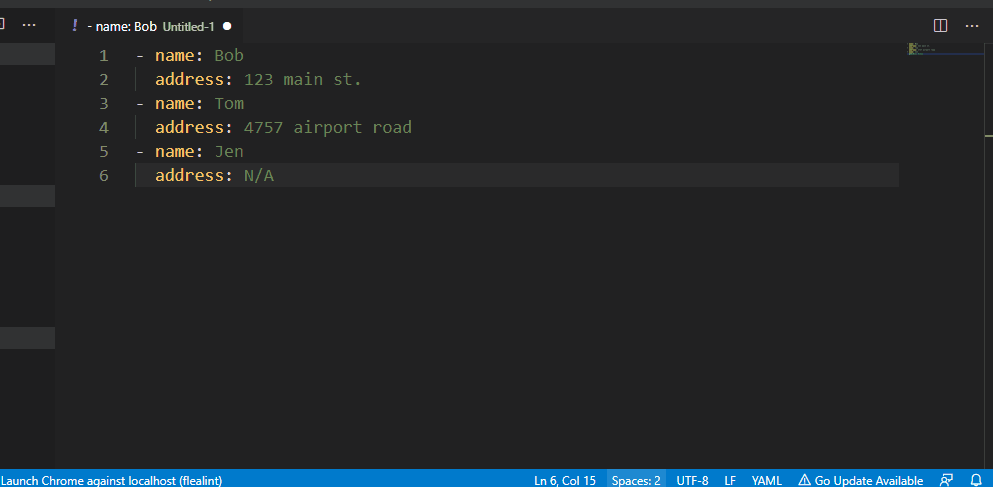 - name: Bob Untitled-1
1 - name: Bob
2 address: 123 main st.
3 - name: Tom
4 address: 4757 airport road
5 - name: Jen
6 address: N/A
Launch Chrome against localhost (flealint) Ln 6, Col 15 Spaces: 2 UTF-8 LF YAML Go Update Available